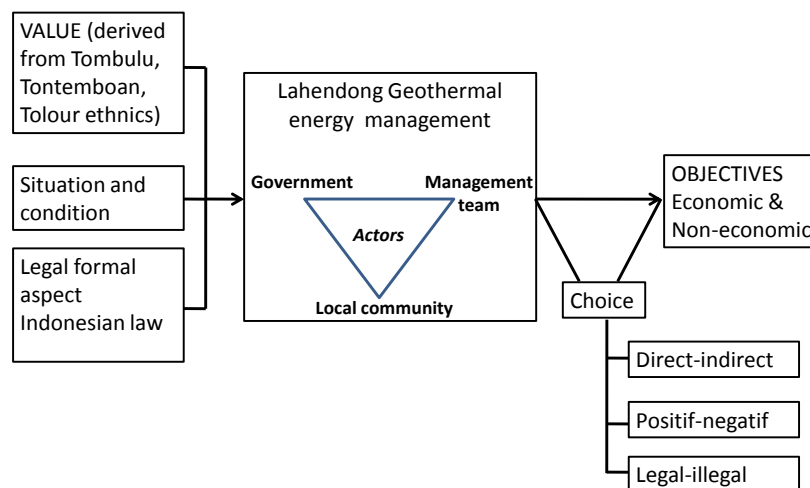 VALUE (derived
from Tombulu,
Tontemboan,
Tolour ethnics)
Situation and
condition
Legal formal
aspect
Indonesian law
Lahendong Geothermal
energy management
Government
Management
team
Actors
Local community
OBJECTIVES
Economic &
Non-economic
Choice
Direct-indirect
Positif-negatif
Legal-illegal